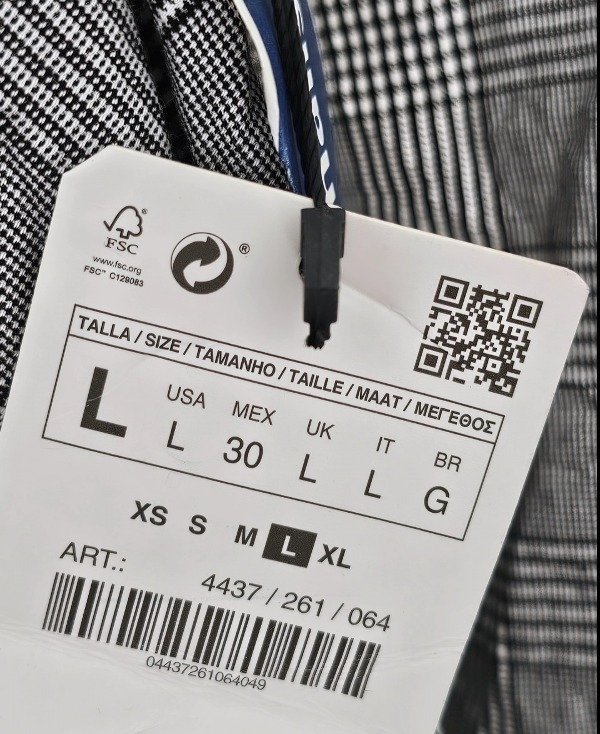 FSC®
www.fsc.org
FSC™ C128083
®
TALLA / SIZE / TAMANHO / TAILLE / MAAT / ΜΕΓΕΘΟΣ
L
USA MEX UK IT BR
L 30 L L G
XS S M L XL
ART.:
4437 / 261 / 064
04437261064049